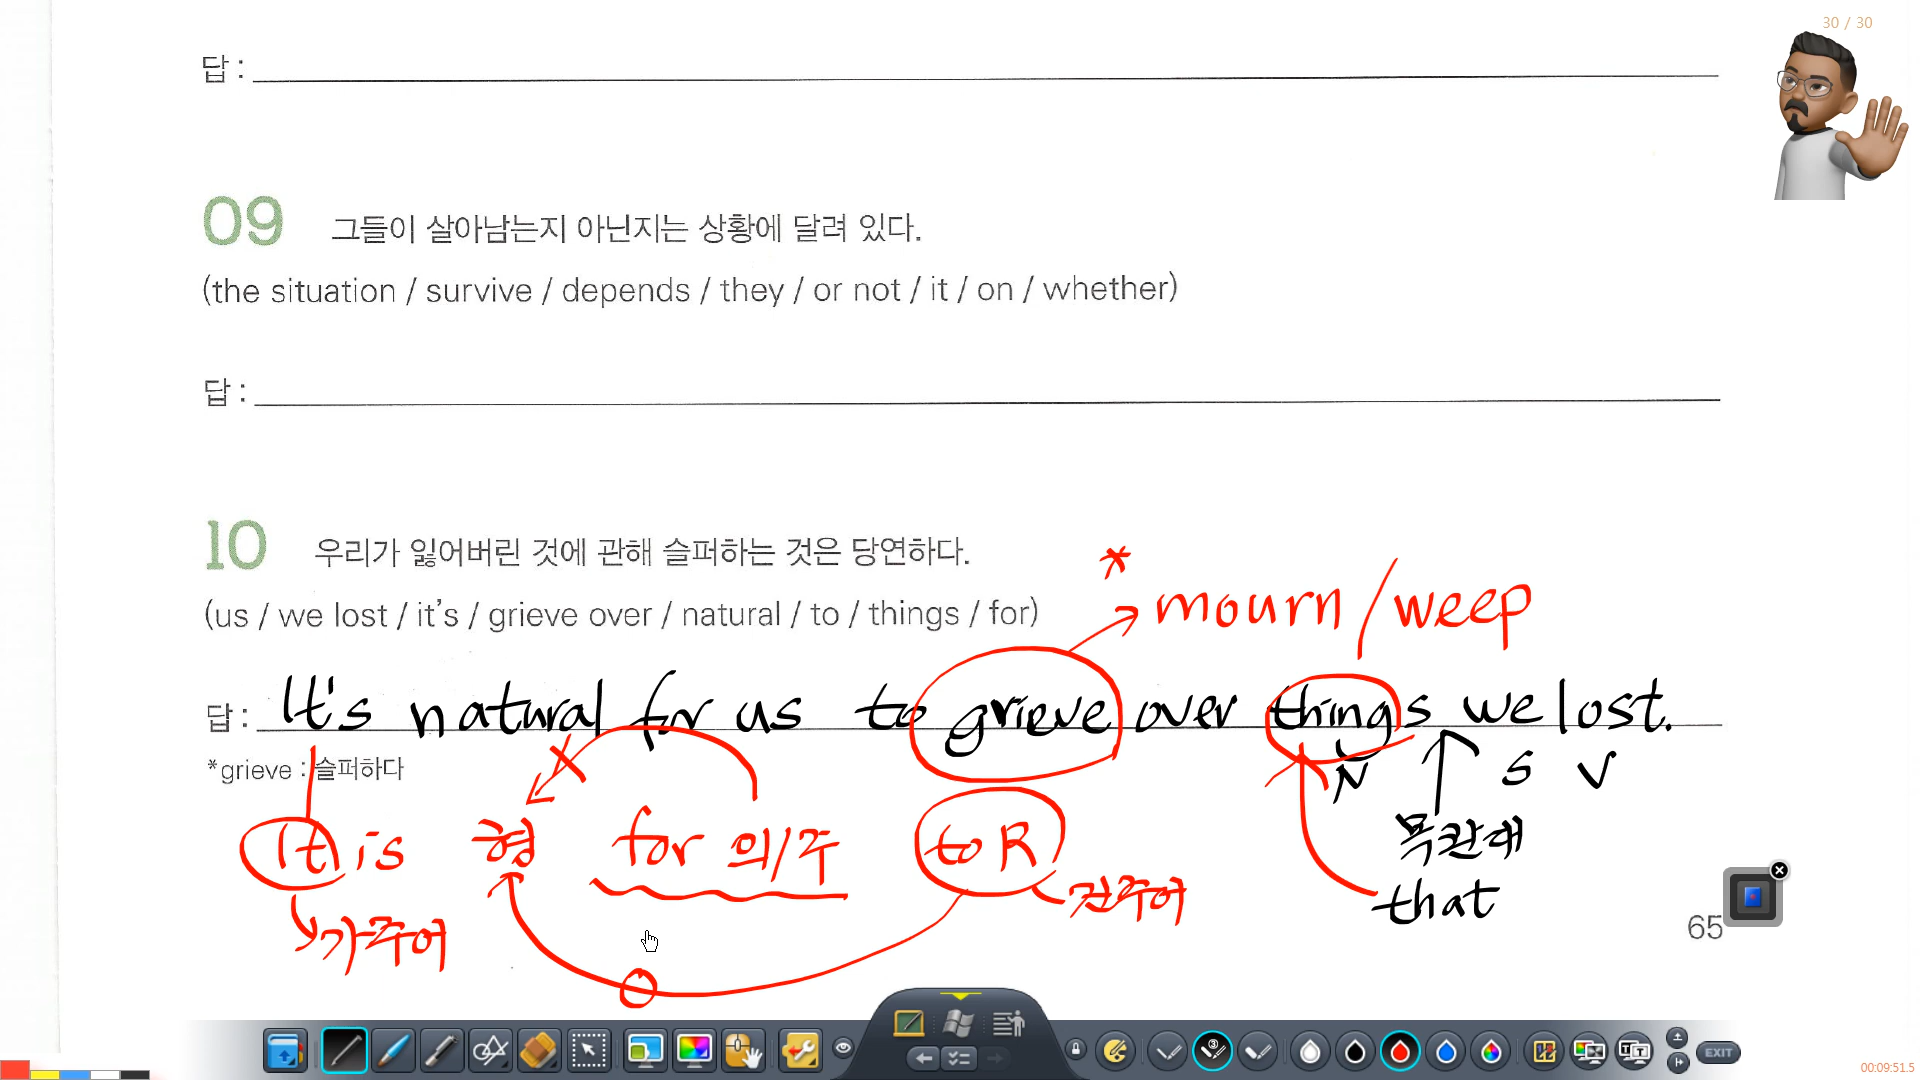 30 / 30
답 :
09 그들이 살아남는지 아닌지는 상황에 달려 있다.
(the situation / survive / depends / they / or not / it / on / whether)
답 :
10 우리가 잃어버린 것에 관해 슬퍼하는 것은 당연하다.
* mourn / weep
(us / we lost / it's / grieve over / natural / to / things / for)
답 : It's natural for us to grieve over things we lost.
*grieve : 슬퍼하다
N S V
It is 형 for 의/주 to R
목관대
that
진주어
가주어
65
EXIT
00:09:51.5